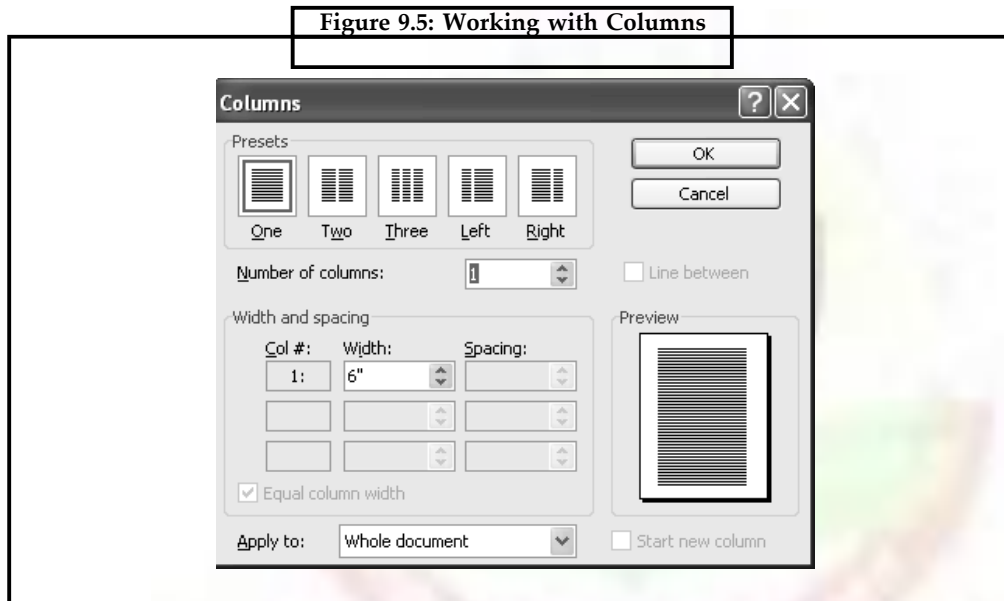 Figure 9.5: Working with Columns
Columns
Presets
One Two Three Left Right
OK
Cancel
Number of columns: 1
Line between
Width and spacing
Col #: Width: Spacing:
1: 6"
Equal column width
Preview
Apply to: Whole document
Start new column